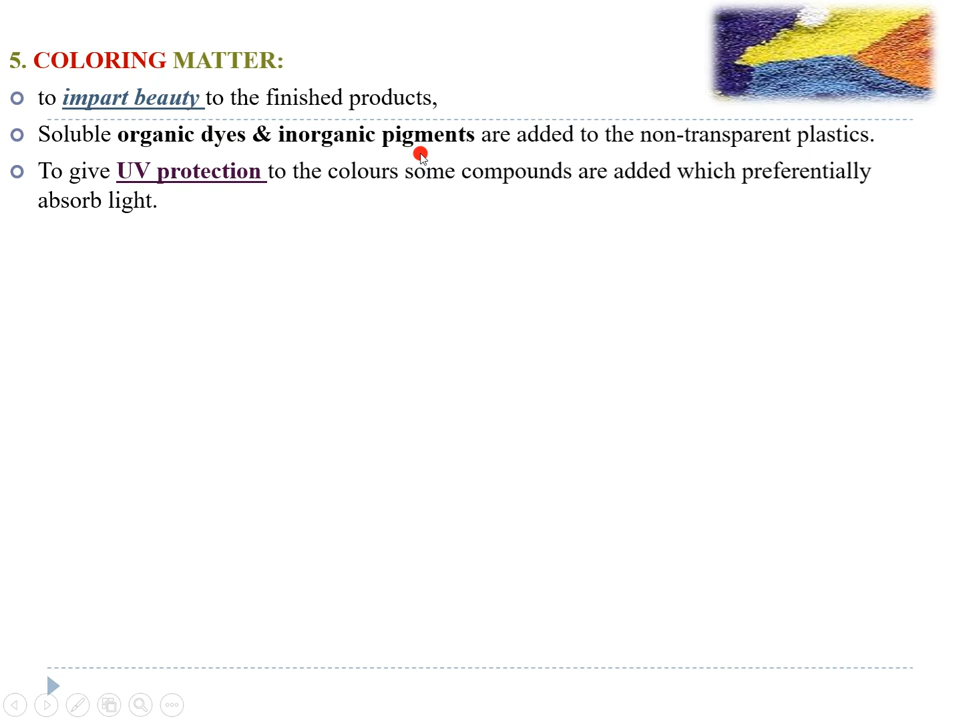 5. COLORING MATTER:
to impart beauty to the finished products,
Soluble organic dyes & inorganic pigments are added to the non-transparent plastics.
To give UV protection to the colours some compounds are added which preferentially
absorb light.